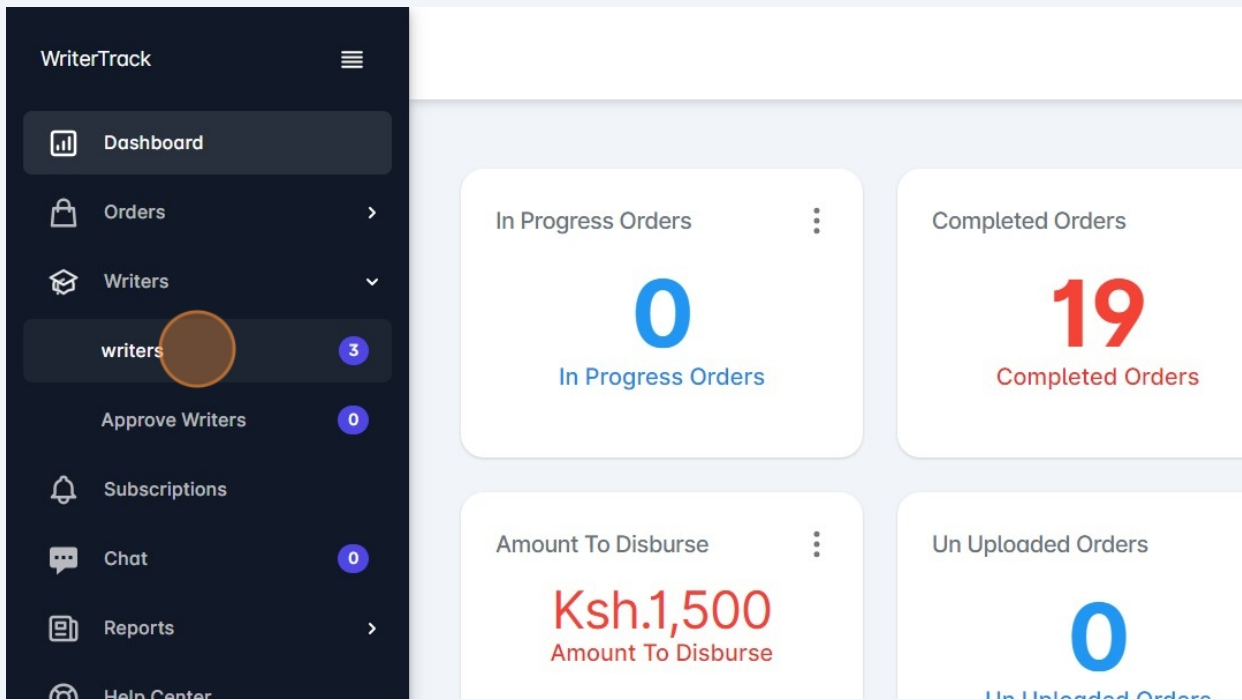 WriterTrack
Dashboard
Orders
Writers
writers
3
Approve Writers
0
Subscriptions
Chat
0
Reports
Help Center
In Progress Orders
0
In Progress Orders
Completed Orders
19
Completed Orders
Amount To Disburse
Ksh.1,500
Amount To Disburse
Un Uploaded Orders
0
Un Uploaded Orders